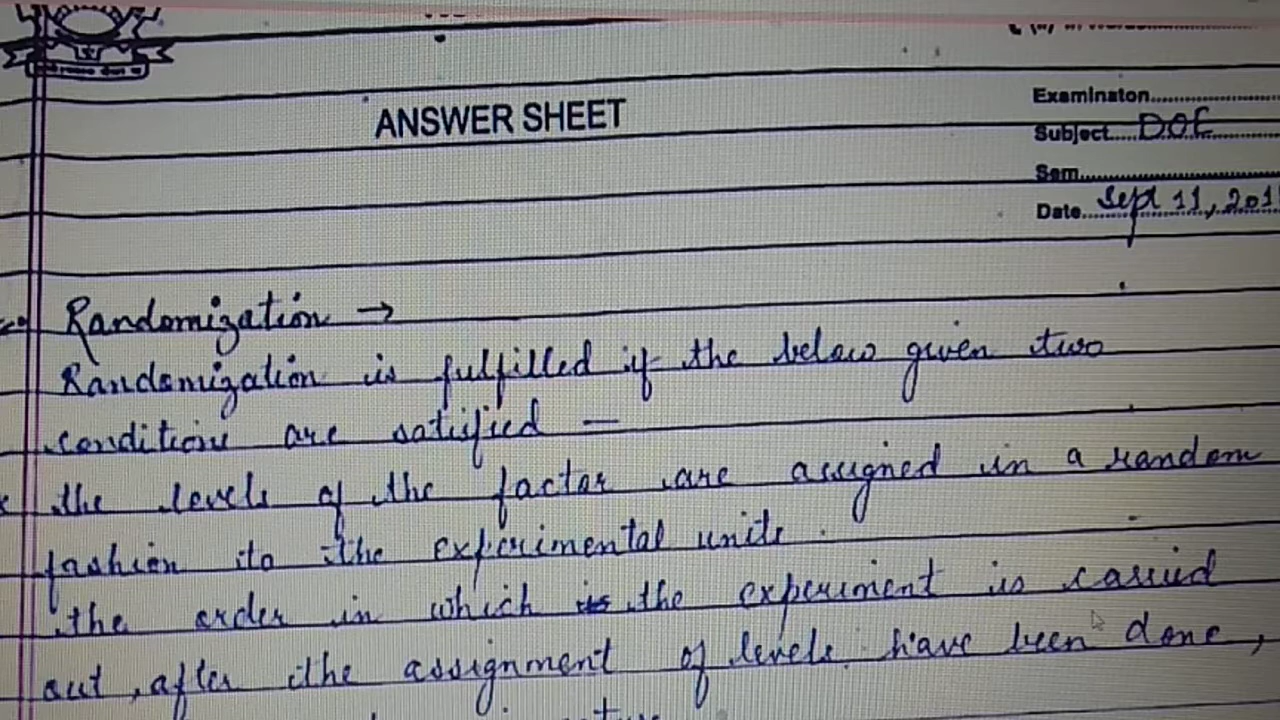 ANSWER SHEET
Examinaton
Subject DOE
Sem
Date Sept 11, 201
Randomization →
Randomization is fulfilled if the below given two
conditions are satisfied —
the levels of the factor are assigned in a random
fashion to the experimental units.
the order in which the experiment is carried
out, after the assignment of levels have been done,